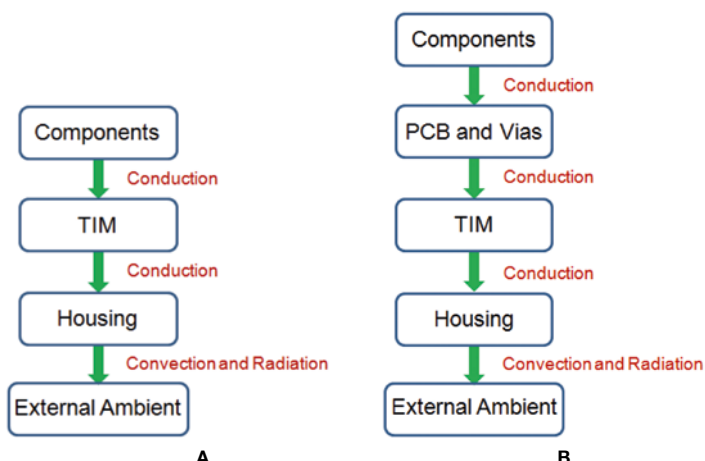 Components
Conduction
TIM
Conduction
Housing
Convection and Radiation
External Ambient
A
Components
Conduction
PCB and Vias
Conduction
TIM
Conduction
Housing
Convection and Radiation
External Ambient
B